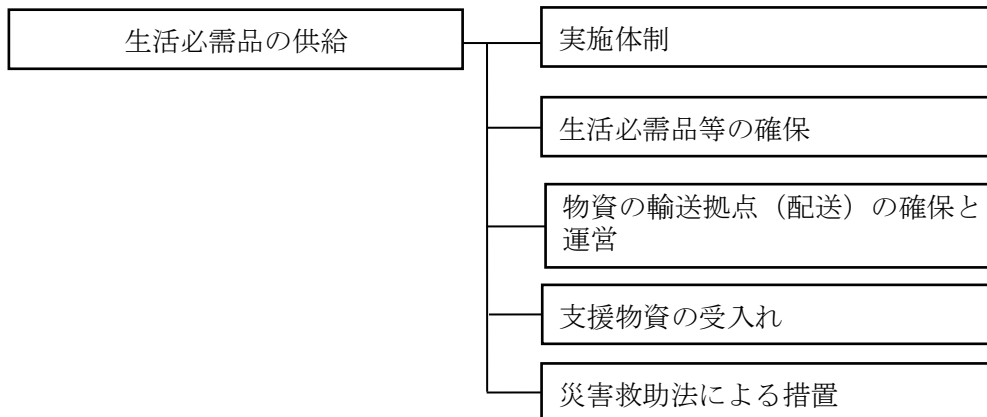 生活必需品の供給
実施体制
生活必需品等の確保
物資の輸送拠点（配送）の確保と
運営
支援物資の受入れ
災害救助法による措置